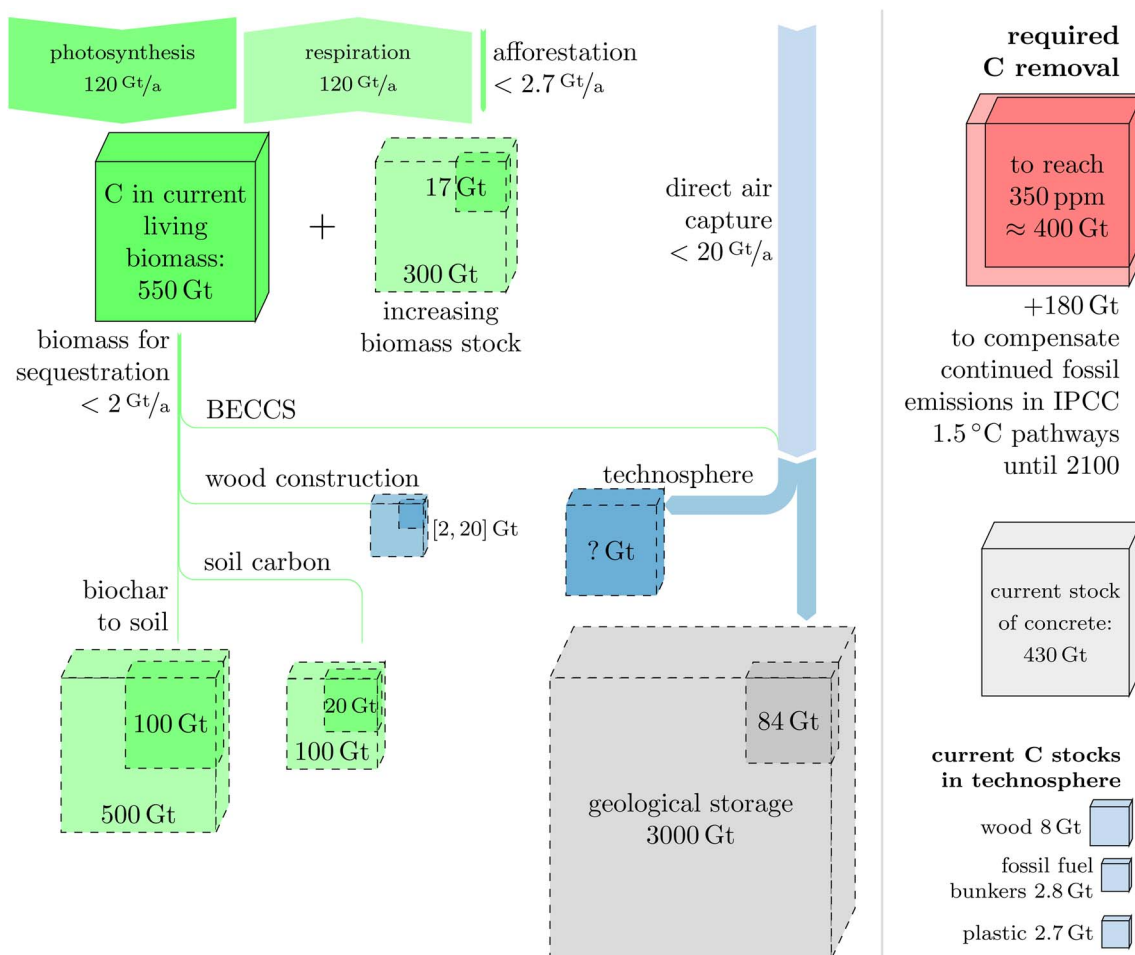 photosynthesis
120 Gt/a
respiration
120 Gt/a
afforestation
< 2.7 Gt/a
C in current
living
biomass:
550 Gt
+
17 Gt
300 Gt
increasing
biomass stock
direct air
capture
< 20 Gt/a
biomass for
sequestration
< 2 Gt/a
BECCS
wood construction
[2, 20] Gt
technosphere
? Gt
soil carbon
biochar
to soil
100 Gt
500 Gt
20 Gt
100 Gt
84 Gt
geological storage
3000 Gt
required
C removal
to reach
350 ppm
≈ 400 Gt
+180 Gt
to compensate
continued fossil
emissions in IPCC
1.5 °C pathways
until 2100
current stock
of concrete:
430 Gt
current C stocks
in technosphere
wood 8 Gt
fossil fuel
bunkers 2.8 Gt
plastic 2.7 Gt